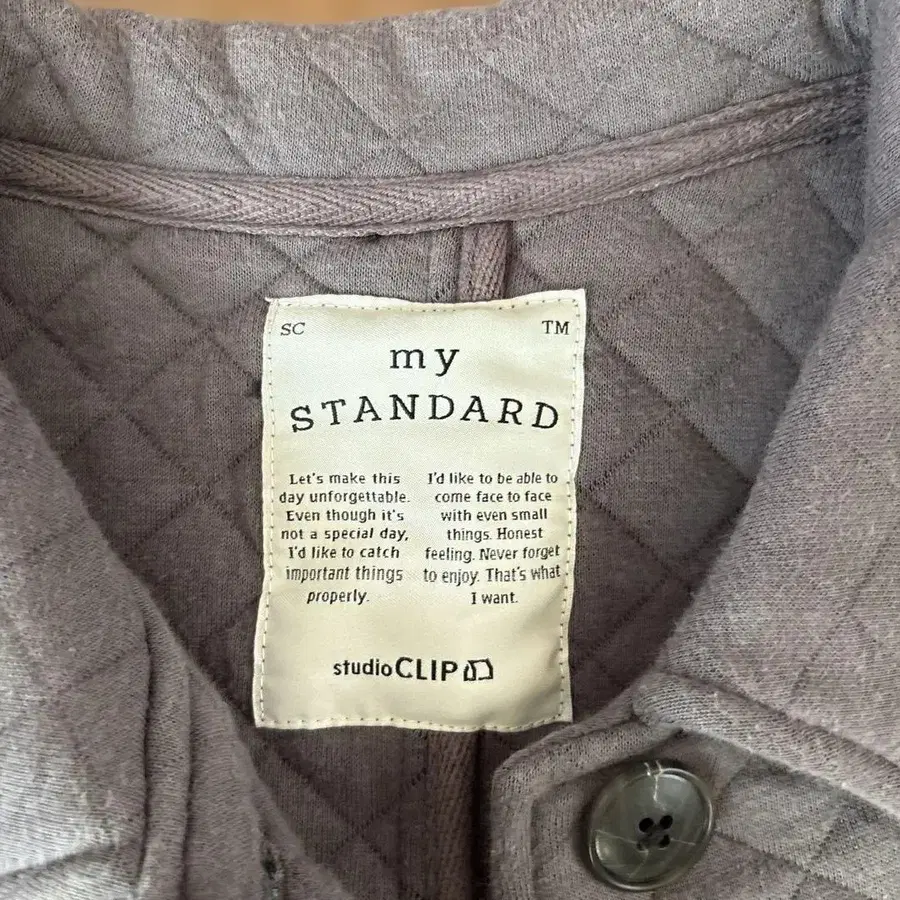 SC TM
my
STANDARD
Let's make this
day unforgettable.
Even though it's
not a special day,
I'd like to catch
important things
properly.
I'd like to be able to
come face to face
with even small
things. Honest
feeling. Never forget
to enjoy. That's what
I want.
studioCLIP